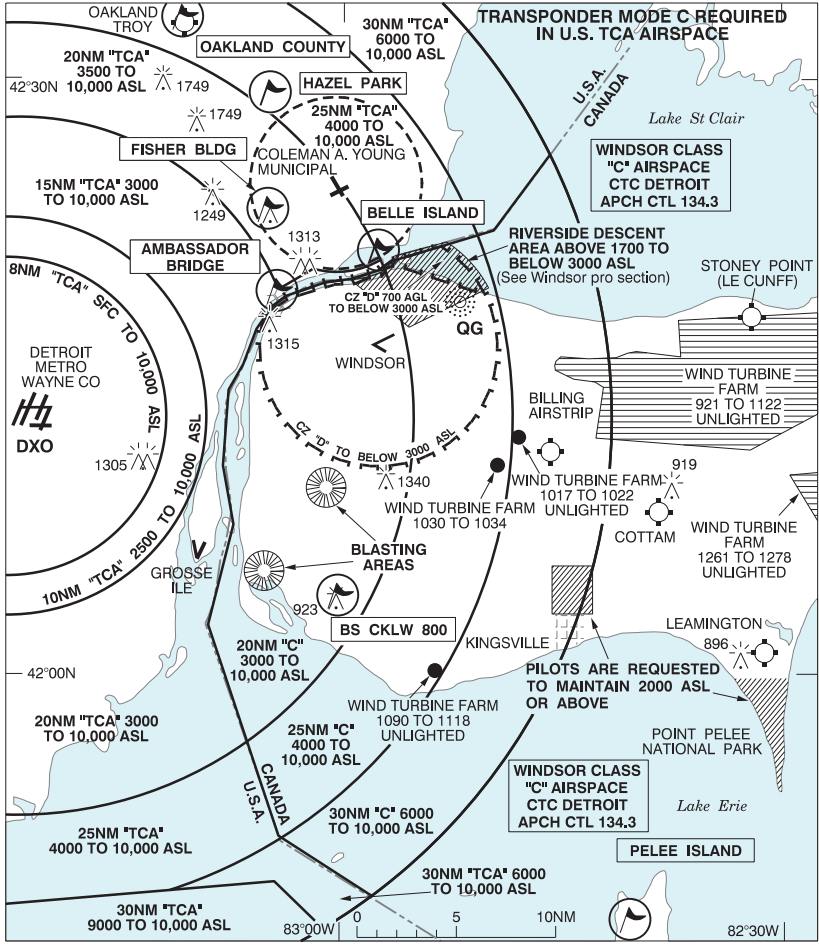 OAKLAND
TROY
30NM "TCA"
6000 TO
10,000 ASL
TRANSPONDER MODE C REQUIRED
IN U.S. TCA AIRSPACE
OAKLAND COUNTY
20NM "TCA"
3500 TO
10,000 ASL
42°30'N
1749
1749
HAZEL PARK
25NM "TCA"
4000 TO
10,000 ASL
U.S.A.
CANADA
Lake St Clair
FISHER BLDG
COLEMAN A. YOUNG
MUNICIPAL
WINDSOR CLASS
"C" AIRSPACE
CTC DETROIT
APCH CTL 134.3
15NM "TCA" 3000
TO 10,000 ASL
1249
BELLE ISLAND
RIVERSIDE DESCENT
AREA ABOVE 1700 TO
BELOW 3000 ASL
(See Windsor pro section)
AMBASSADOR
BRIDGE
1313
STONEY POINT
(LE CUNFF)
8NM "TCA" SFC TO 10,000 ASL
CZ "D" 700 AGL
TO BELOW 3000 ASL
QG
1315
WINDSOR
DETROIT
METRO
WAYNE CO
DXO
WIND TURBINE
FARM
921 TO 1122
UNLIGHTED
BILLING
AIRSTRIP
CZ "D" TO BELOW 3000 ASL
1305
1340
WIND TURBINE FARM
1017 TO 1022
UNLIGHTED
919
WIND TURBINE FARM
1030 TO 1034
COTTAM
WIND TURBINE
FARM
1261 TO 1278
UNLIGHTED
10NM "TCA" 2500 TO 10,000 ASL
BLASTING
AREAS
GROSSE
ILE
923
BS CKLW 800
KINGSVILLE
LEAMINGTON
896
20NM "C"
3000 TO
10,000 ASL
42°00'N
PILOTS ARE REQUESTED
TO MAINTAIN 2000 ASL
OR ABOVE
WIND TURBINE FARM
1090 TO 1118
UNLIGHTED
20NM "TCA" 3000
TO 10,000 ASL
25NM "C"
4000 TO
10,000 ASL
POINT PELEE
NATIONAL PARK
CANADA
U.S.A.
WINDSOR CLASS
"C" AIRSPACE
CTC DETROIT
APCH CTL 134.3
Lake Erie
30NM "C" 6000
TO 10,000 ASL
25NM "TCA"
4000 TO 10,000 ASL
PELEE ISLAND
30NM "TCA" 6000
TO 10,000 ASL
30NM "TCA"
9000 TO 10,000 ASL
83°00'W
0 5 10NM
82°30'W